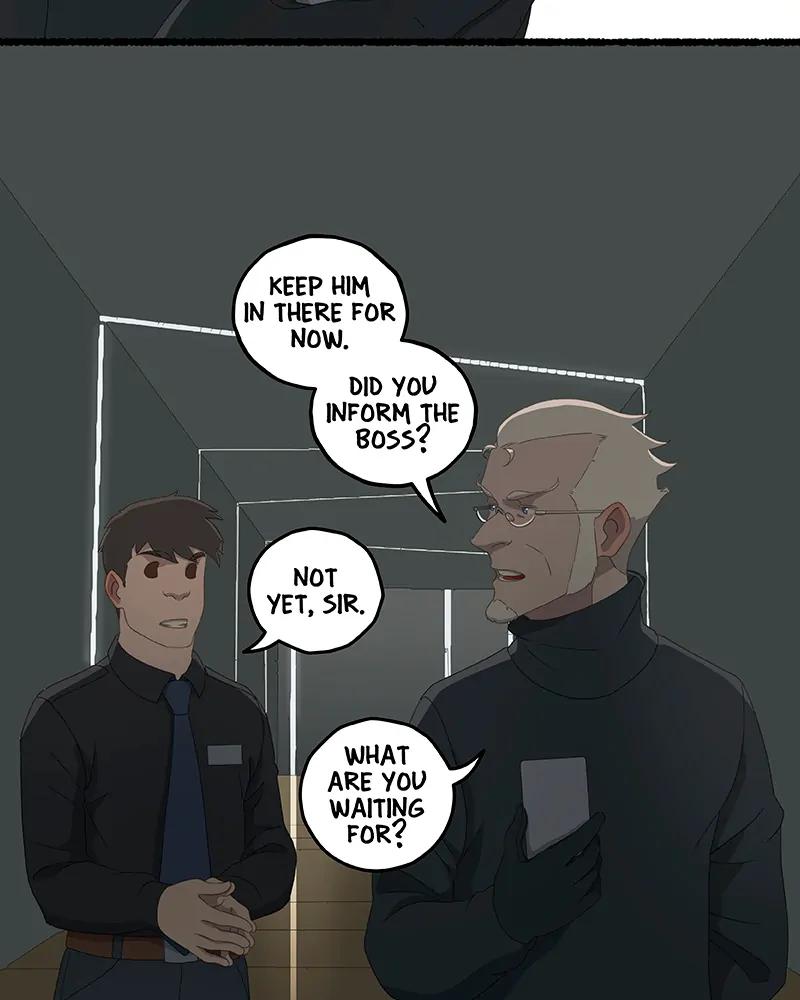 KEEP HIM
IN THERE FOR
NOW.
DID YOU
INFORM THE
BOSS?
NOT
YET, SIR.
WHAT
ARE YOU
WAITING
FOR?